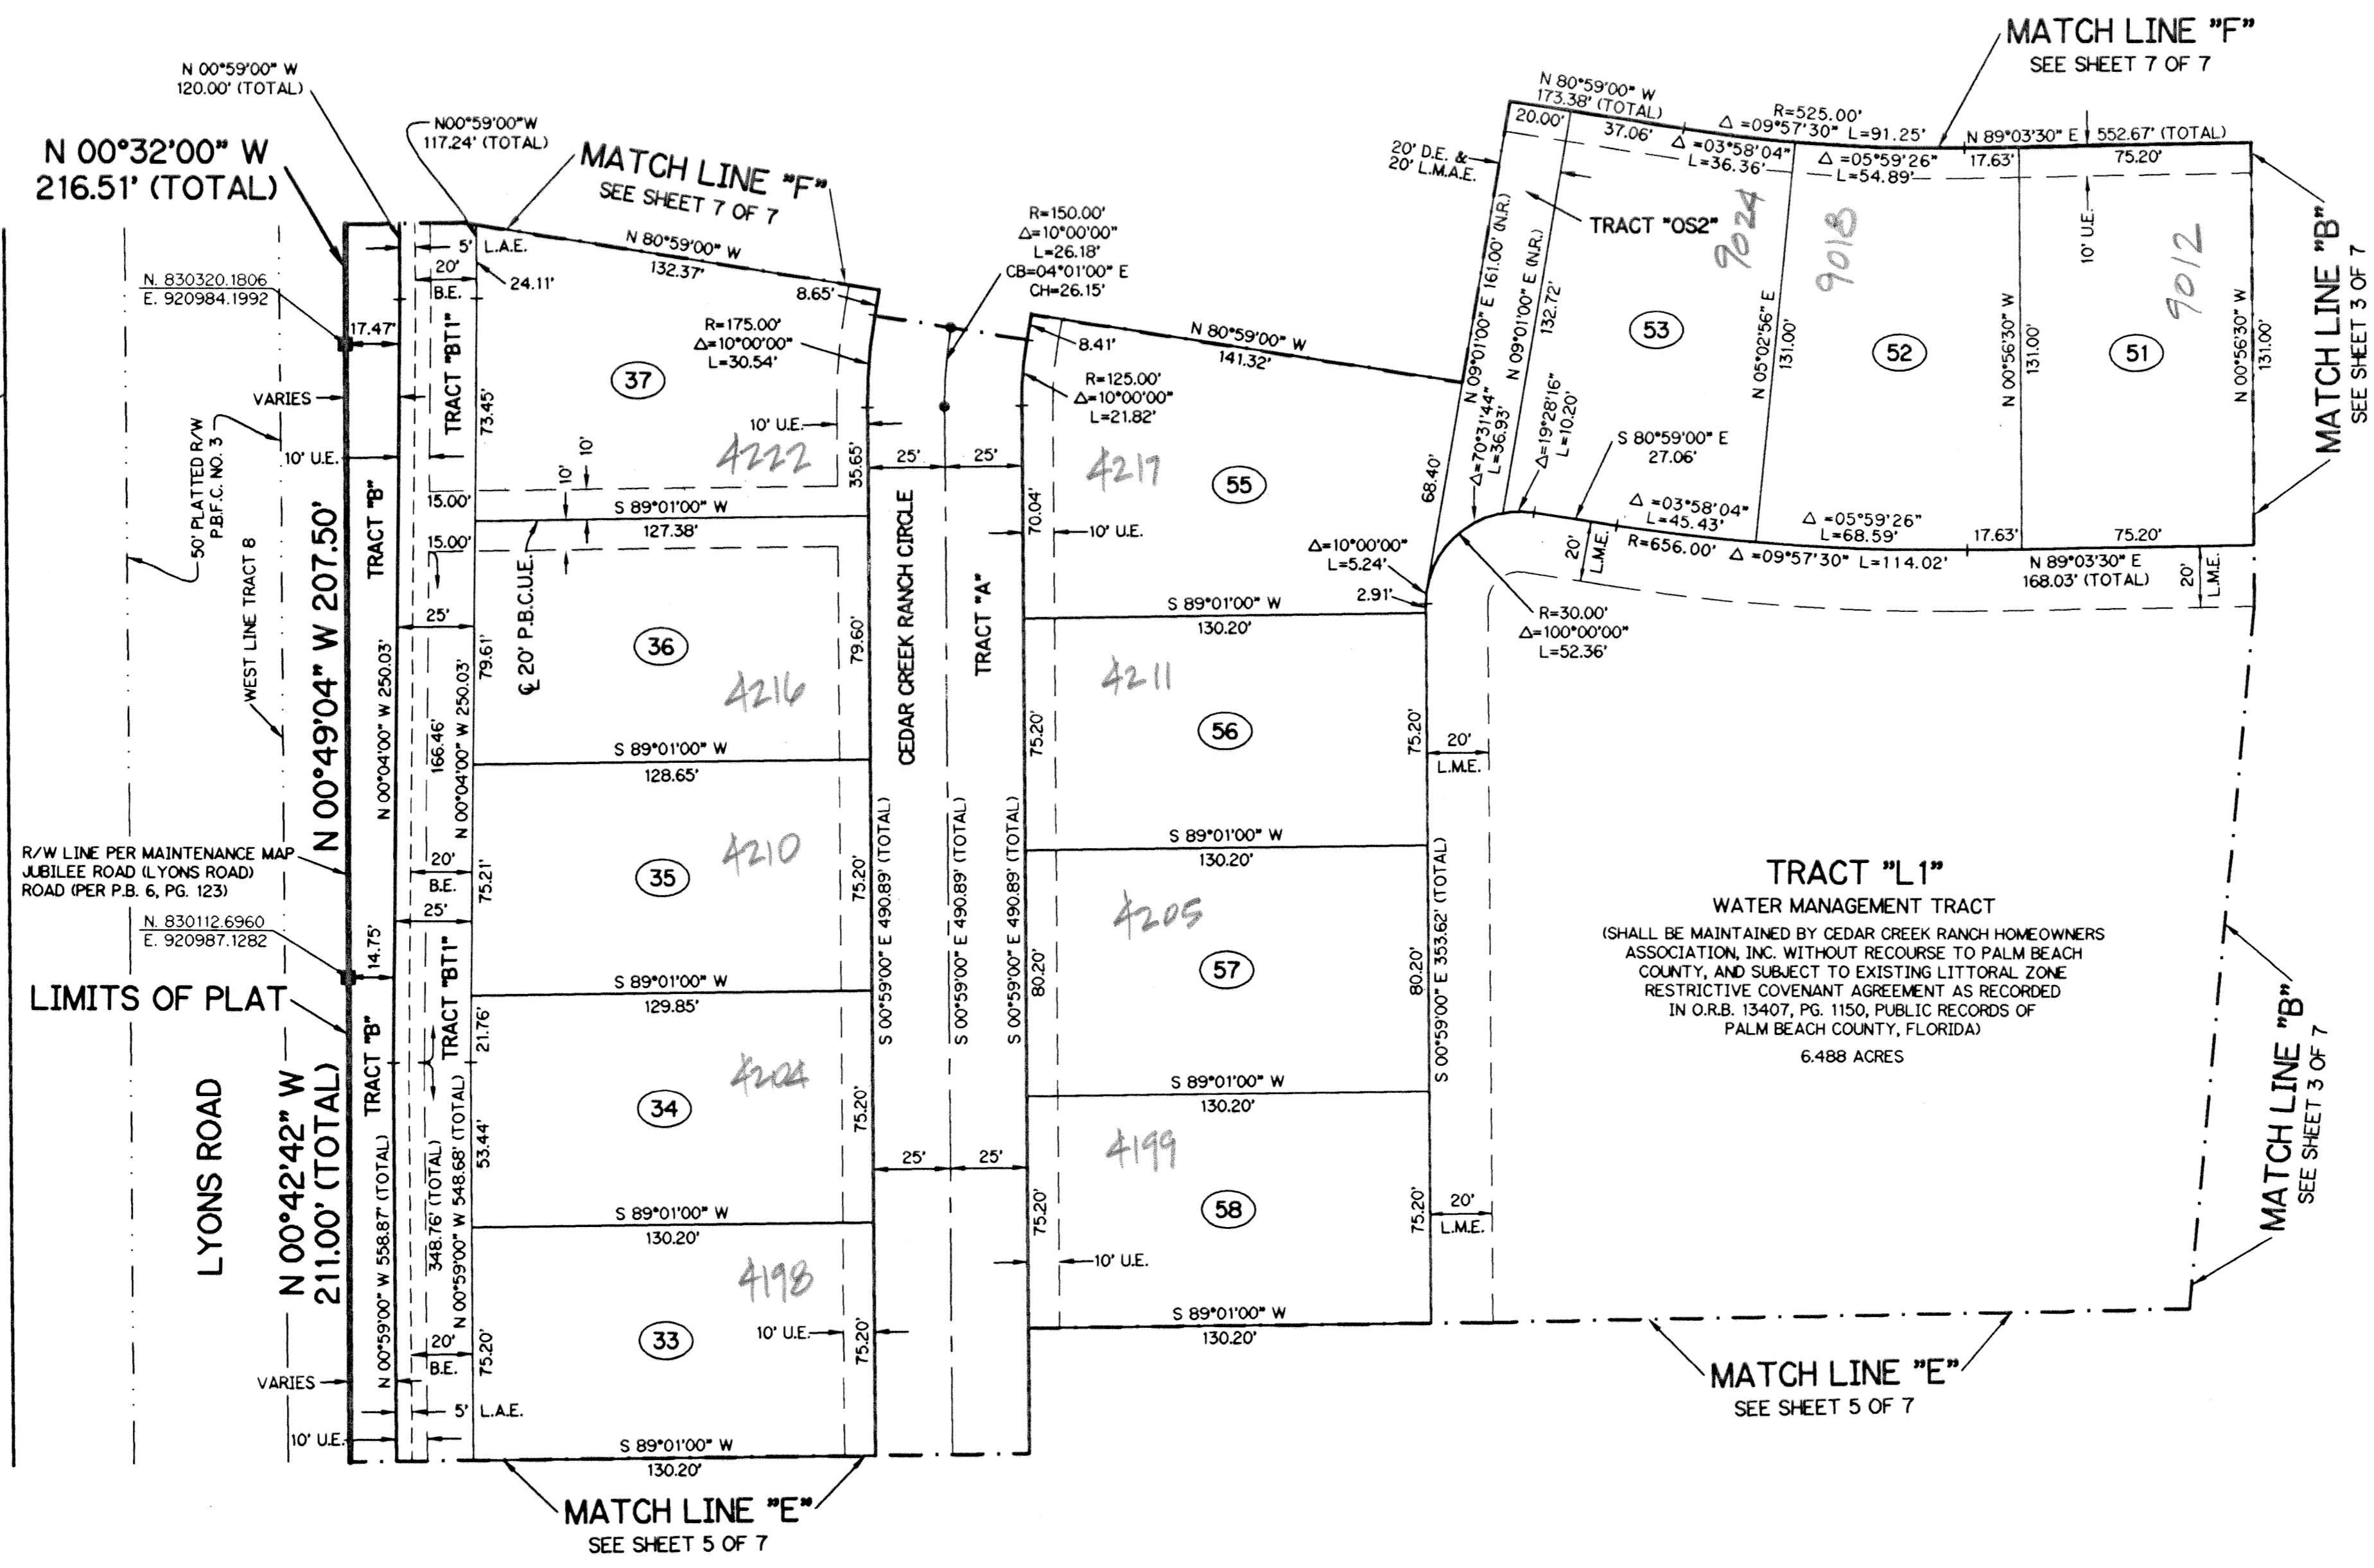 N 00°59'00" W
120.00' (TOTAL)
N00°59'00"W
117.24' (TOTAL)
N 00°32'00" W
216.51' (TOTAL)
MATCH LINE "F"
SEE SHEET 7 OF 7
N 80°59'00" W
132.37'
8.65'
5' L.A.E.
20'
B.E.
24.11'
N. 830320.1806
E. 920984.1992
17.47'
VARIES
10' U.E.
TRACT "BT1"
73.45'
37
R=175.00'
Δ=10°00'00"
L=30.54'
10' U.E.
4222
35.65'
50' PLATTED R/W
P.B.F.C. NO. 3
WEST LINE TRACT 8
N 00°49'04" W 207.50'
TRACT "B"
15.00'
15.00'
10'
10'
S 89°01'00" W
127.38'
25'
N 00°04'00" W 250.03'
166.46'
N 00°04'00" W 250.03'
79.61'
℄ 20' P.B.C.U.E.
36
4216
79.60'
S 89°01'00" W
128.65'
R/W LINE PER MAINTENANCE MAP
JUBILEE ROAD (LYONS ROAD)
ROAD (PER P.B. 6, PG. 123)
20'
B.E.
75.21'
35
4210
75.20'
N. 830112.6960
E. 920987.1282
14.75'
25'
TRACT "BT1"
LIMITS OF PLAT
S 89°01'00" W
129.85'
TRACT "B"
21.76'
34
4204
75.20'
LYONS ROAD
N 00°42'42" W
211.00' (TOTAL)
N 00°59'00" W 558.87' (TOTAL)
348.76' (TOTAL)
N 00°59'00" W 548.68' (TOTAL)
53.44'
S 89°01'00" W
130.20'
4198
33
10' U.E.
75.20'
20'
B.E.
75.20'
VARIES
5' L.A.E.
10' U.E.
S 89°01'00" W
130.20'
MATCH LINE "E"
SEE SHEET 5 OF 7
R=150.00'
Δ=10°00'00"
L=26.18'
CB=04°01'00" E
CH=26.15'
25'
25'
CEDAR CREEK RANCH CIRCLE
TRACT "A"
S 00°59'00" E 490.89' (TOTAL)
S 00°59'00" E 490.89' (TOTAL)
S 00°59'00" E 490.89' (TOTAL)
25'
25'
8.41'
N 80°59'00" W
141.32'
R=125.00'
Δ=10°00'00"
L=21.82'
4217
55
70.04'
10' U.E.
68.40'
Δ=10°00'00"
L=5.24'
2.91'
S 89°01'00" W
130.20'
4211
56
75.20'
75.20'
20'
L.M.E.
S 89°01'00" W
130.20'
4205
57
80.20'
80.20'
S 00°59'00" E 353.62' (TOTAL)
S 89°01'00" W
130.20'
4199
58
75.20'
75.20'
20'
L.M.E.
10' U.E.
S 89°01'00" W
130.20'
MATCH LINE "F"
SEE SHEET 7 OF 7
N 80°59'00" W
173.38' (TOTAL)
20.00'
37.06'
R=525.00'
Δ =09°57'30" L=91.25'
N 89°03'30" E 552.67' (TOTAL)
Δ =03°58'04"
L=36.36'
Δ =05°59'26"
L=54.89'
17.63'
75.20'
20' D.E. &
20' L.M.A.E.
TRACT "OS2"
N 09°01'00" E 161.00' (N.R.)
N 09°01'00" E (N.R.)
132.72'
53
9024
N 05°02'56" E
131.00'
9018
52
N 00°56'30" W
131.00'
10' U.E.
9012
51
N 00°56'30" W
131.00'
MATCH LINE "B"
SEE SHEET 3 OF 7
Δ=70°31'44"
L=36.93'
Δ=19°28'16"
L=10.20'
S 80°59'00" E
27.06'
Δ =03°58'04"
L=45.43'
Δ =05°59'26"
L=68.59'
17.63'
75.20'
20'
L.M.E.
R=656.00' Δ =09°57'30" L=114.02'
N 89°03'30" E
168.03' (TOTAL)
20'
L.M.E.
R=30.00'
Δ=100°00'00"
L=52.36'
TRACT "L1"
WATER MANAGEMENT TRACT
(SHALL BE MAINTAINED BY CEDAR CREEK RANCH HOMEOWNERS
ASSOCIATION, INC. WITHOUT RECOURSE TO PALM BEACH
COUNTY, AND SUBJECT TO EXISTING LITTORAL ZONE
RESTRICTIVE COVENANT AGREEMENT AS RECORDED
IN O.R.B. 13407, PG. 1150, PUBLIC RECORDS OF
PALM BEACH COUNTY, FLORIDA)
6.488 ACRES
MATCH LINE "B"
SEE SHEET 3 OF 7
MATCH LINE "E"
SEE SHEET 5 OF 7